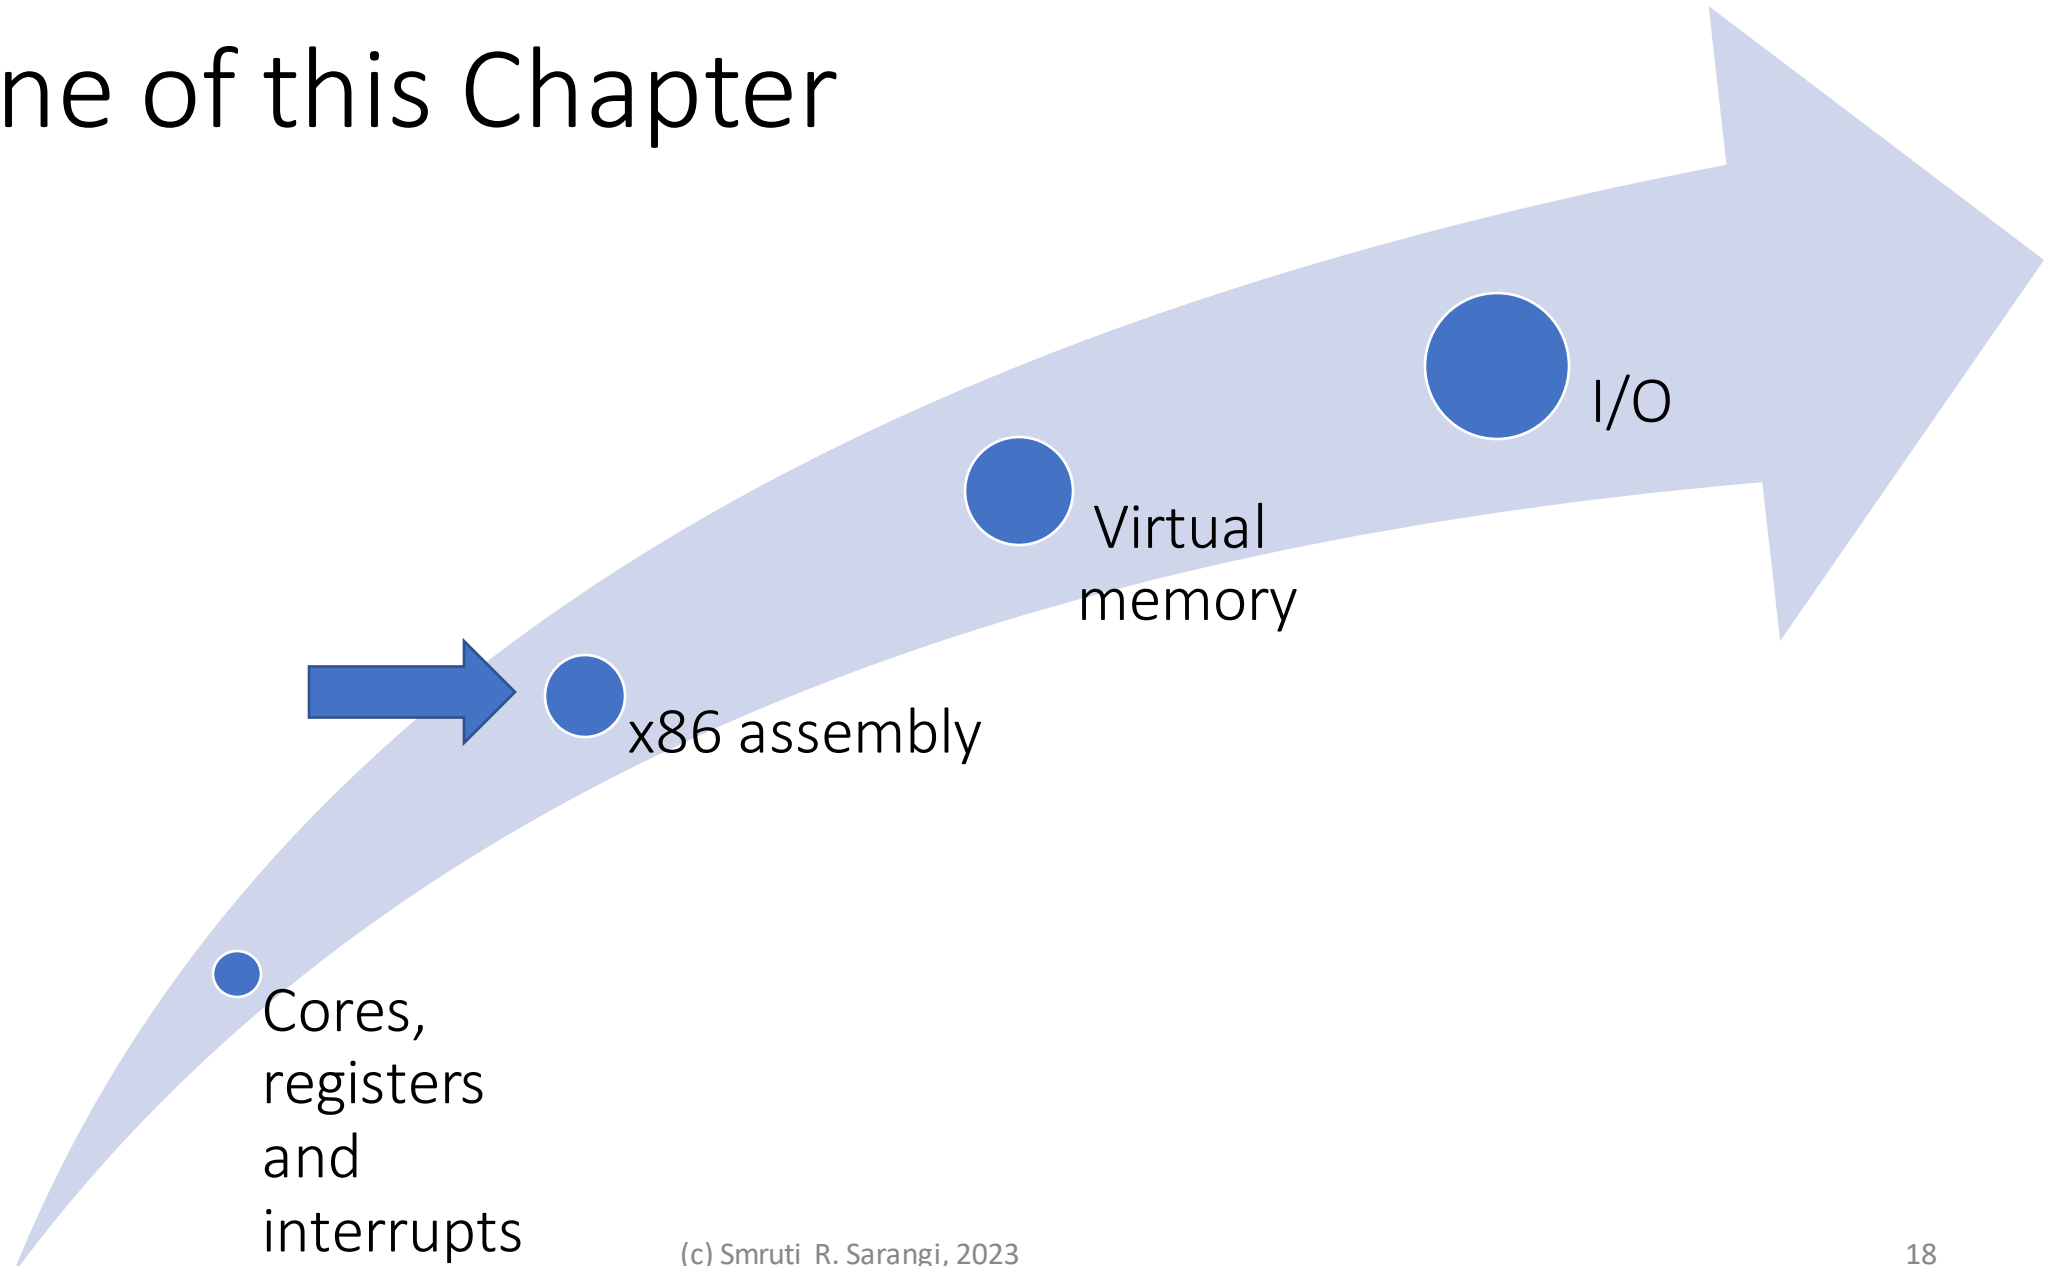 ne of this Chapter
I/O
Virtual
memory
x86 assembly
Cores,
registers
and
interrupts
(c) Smruti R. Sarangi, 2023
18